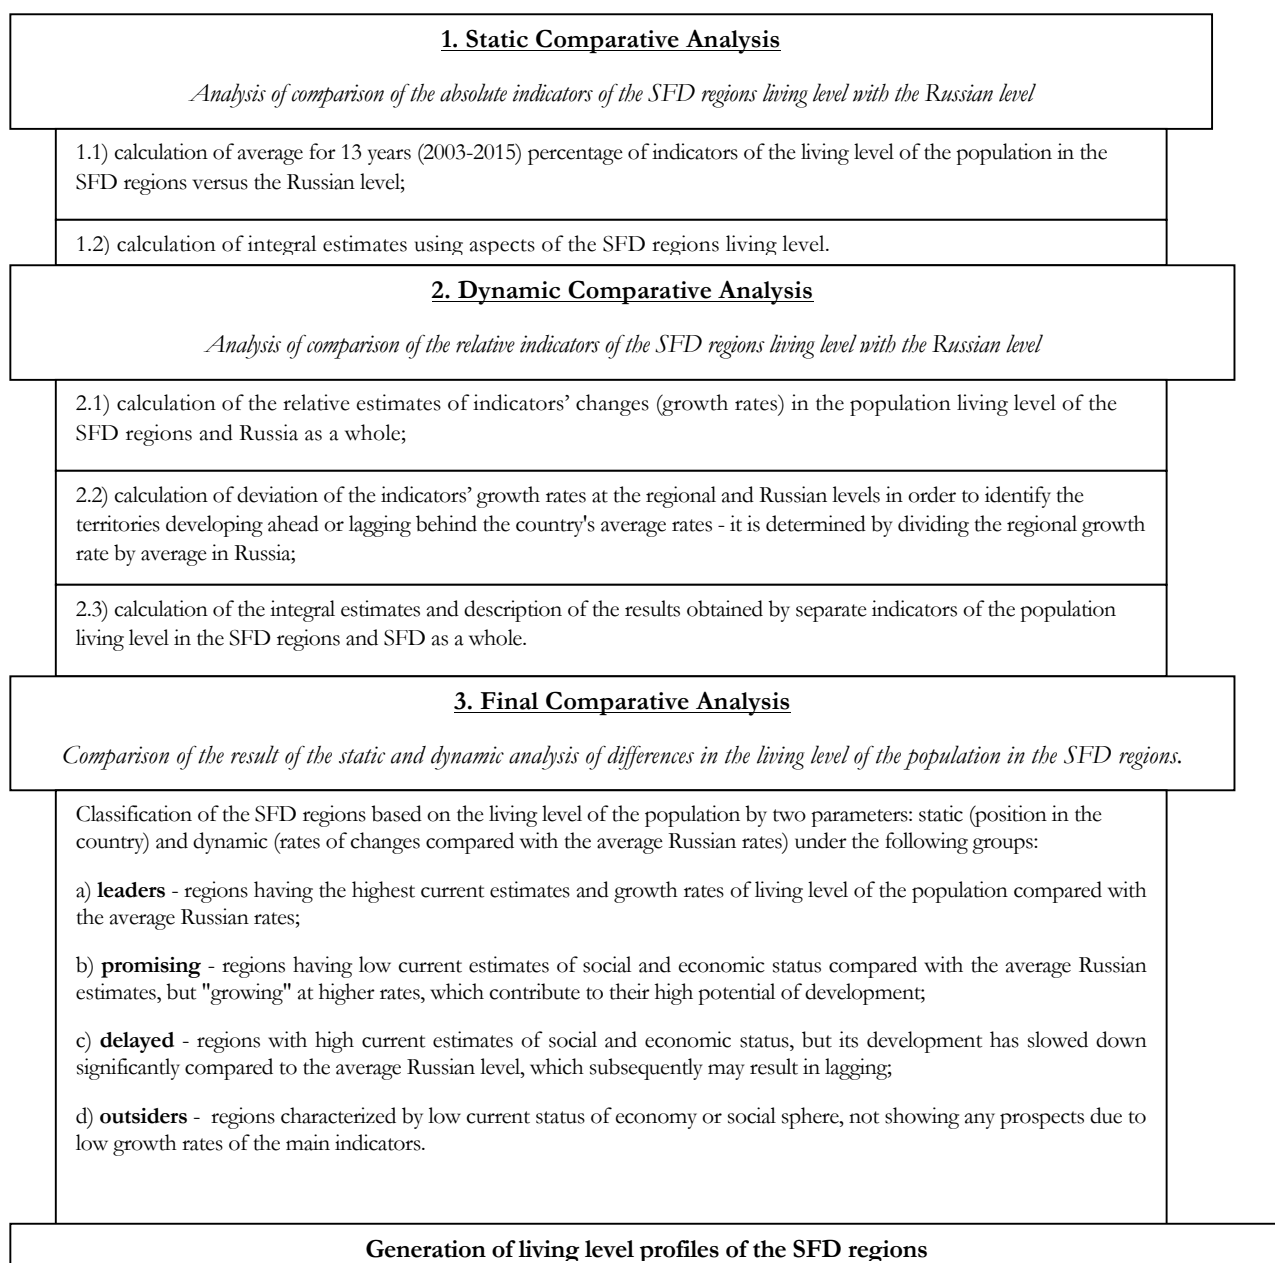 1. Static Comparative Analysis
Analysis of comparison of the absolute indicators of the SFD regions living level with the Russian level
1.1) calculation of average for 13 years (2003-2015) percentage of indicators of the living level of the population in the
SFD regions versus the Russian level;
1.2) calculation of integral estimates using aspects of the SFD regions living level.
2. Dynamic Comparative Analysis
Analysis of comparison of the relative indicators of the SFD regions living level with the Russian level
2.1) calculation of the relative estimates of indicators’ changes (growth rates) in the population living level of the
SFD regions and Russia as a whole;
2.2) calculation of deviation of the indicators’ growth rates at the regional and Russian levels in order to identify the
territories developing ahead or lagging behind the country's average rates - it is determined by dividing the regional growth
rate by average in Russia;
2.3) calculation of the integral estimates and description of the results obtained by separate indicators of the population
living level in the SFD regions and SFD as a whole.
3. Final Comparative Analysis
Comparison of the result of the static and dynamic analysis of differences in the living level of the population in the SFD regions.
Classification of the SFD regions based on the living level of the population by two parameters: static (position in the
country) and dynamic (rates of changes compared with the average Russian rates) under the following groups:
a) leaders - regions having the highest current estimates and growth rates of living level of the population compared with
the average Russian rates;
b) promising - regions having low current estimates of social and economic status compared with the average Russian
estimates, but "growing" at higher rates, which contribute to their high potential of development;
c) delayed - regions with high current estimates of social and economic status, but its development has slowed down
significantly compared to the average Russian level, which subsequently may result in lagging;
d) outsiders - regions characterized by low current status of economy or social sphere, not showing any prospects due to
low growth rates of the main indicators.
Generation of living level profiles of the SFD regions